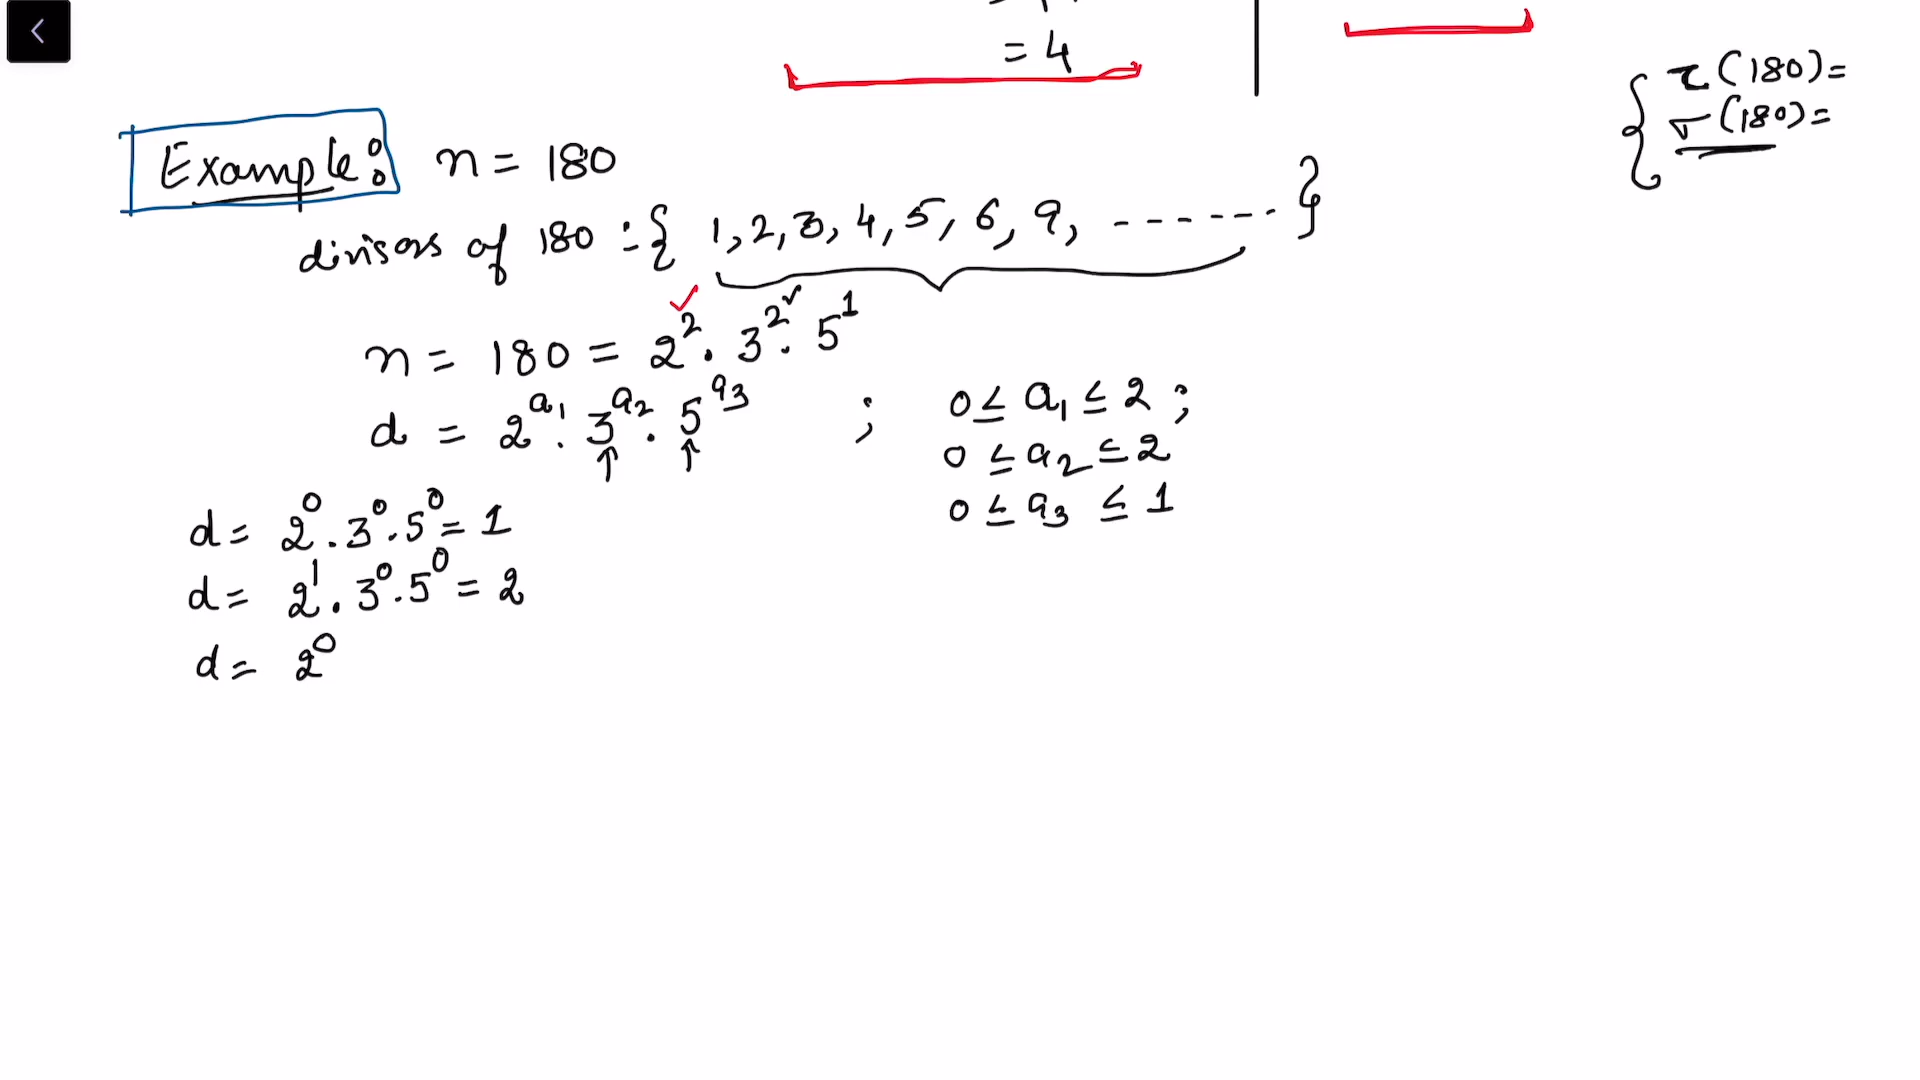 = 4
τ(180)=
σ(180)=
Example: n = 180
divisors of 180 :{ 1, 2, 3, 4, 5, 6, 9, ------- }
n = 180 = 2^2 . 3^2 . 5^1
d = 2^a1 . 3^a2 . 5^a3 ; 0 ≤ a1 ≤ 2 ;
0 ≤ a2 ≤ 2
0 ≤ a3 ≤ 1
d = 2^0 . 3^0 . 5^0 = 1
d = 2^1 . 3^0 . 5^0 = 2
d = 2^0